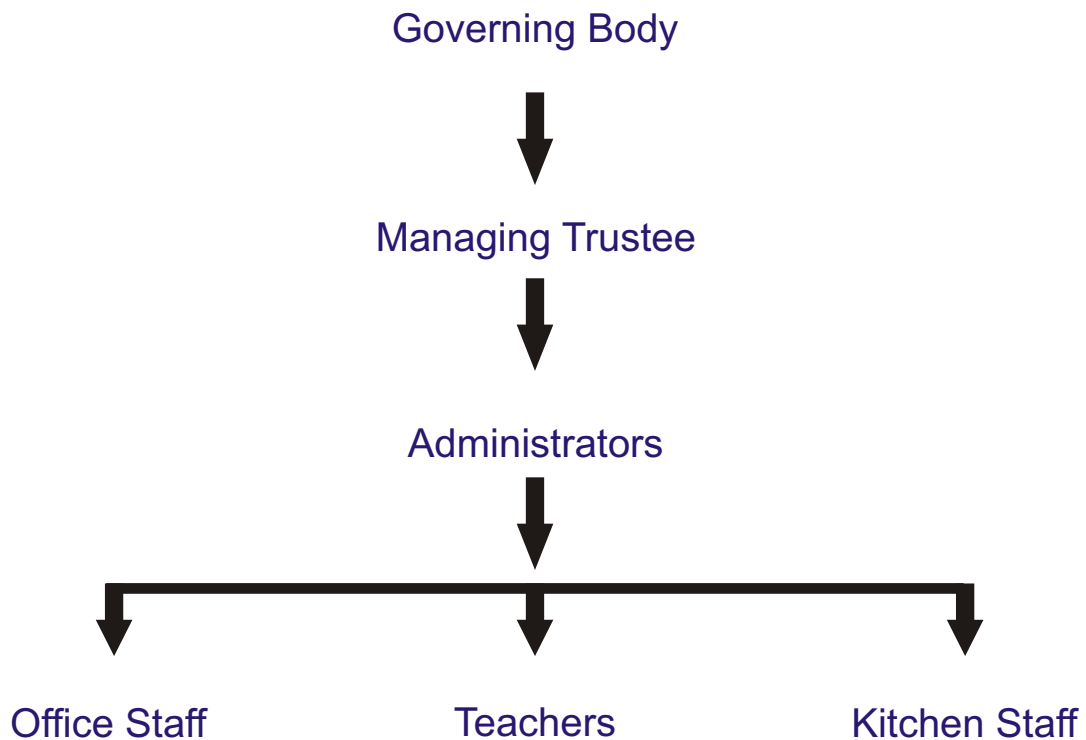 Governing Body
Managing Trustee
Administrators
Office Staff
Teachers
Kitchen Staff